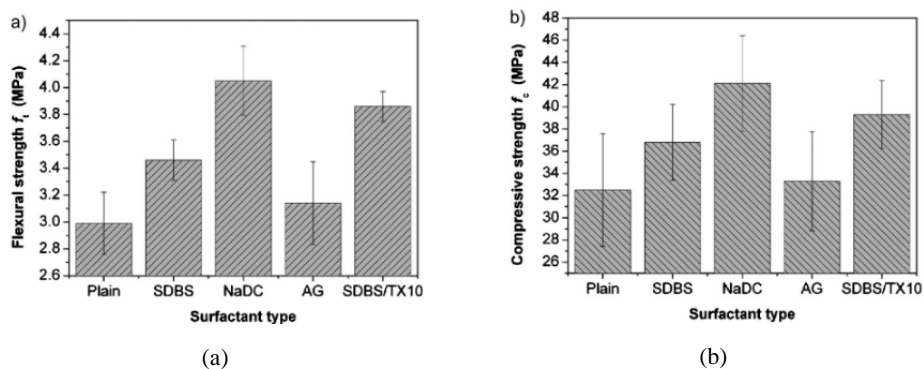 a)
Flexural strength fₜ (MPa)
4.4
4.2
4.0
3.8
3.6
3.4
3.2
3.0
2.8
2.6
Plain SDBS NaDC AG SDBS/TX10
Surfactant type
(a)
b)
Compressive strength f_c (MPa)
48
46
44
42
40
38
36
34
32
30
28
26
Plain SDBS NaDC AG SDBS/TX10
Surfactant type
(b)